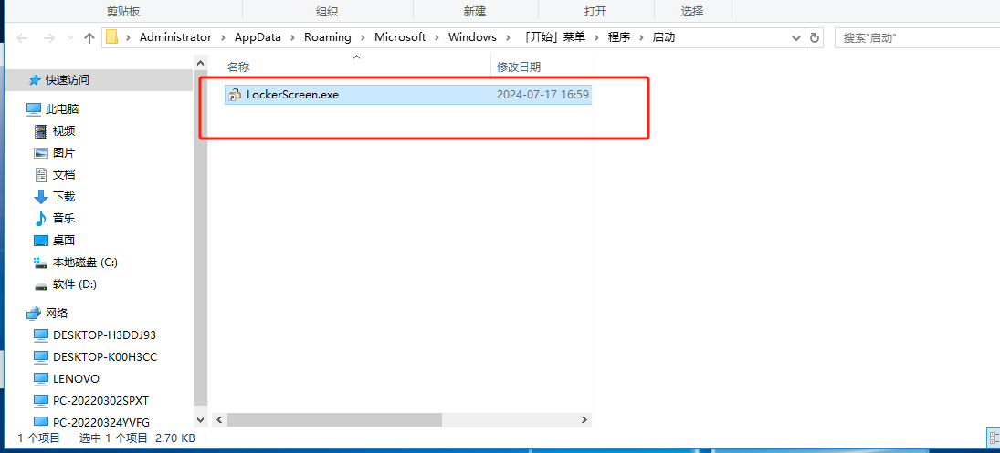 剪贴板 组织 新建 打开 选择
Administrator AppData Roaming Microsoft Windows 「开始」菜单 程序 启动 搜索"启动"
名称 修改日期
快速访问
LockerScreen.exe 2024-07-17 16:59
此电脑
视频
图片
文档
下载
音乐
桌面
本地磁盘 (C:)
软件 (D:)
网络
DESKTOP-H3DDJ93
DESKTOP-K00H3CC
LENOVO
PC-20220302SPXT
PC-20220324YVFG
1 个项目 选中 1 个项目 2.70 KB